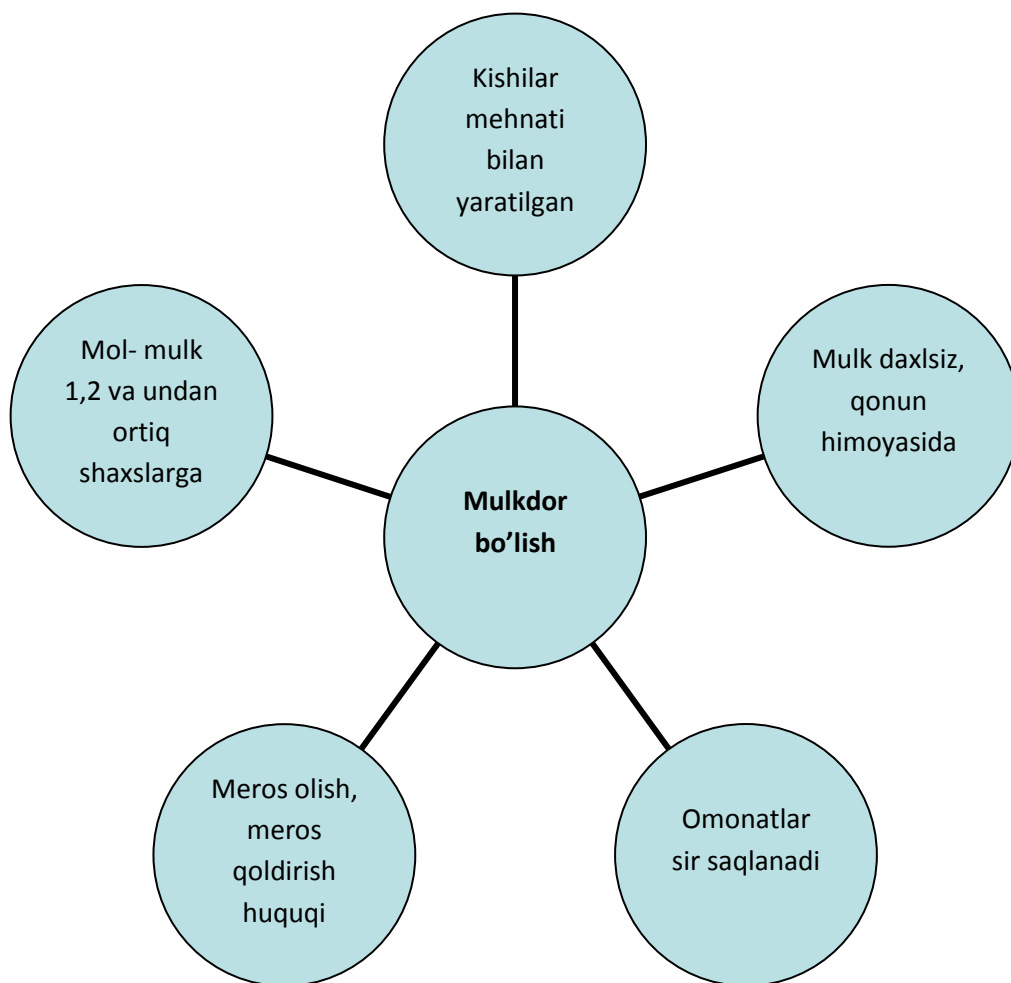 Kishilar
mehnati
bilan
yaratilgan
Mol- mulk
1,2 va undan
ortiq
shaxslarga
Mulk daxlsiz,
qonun
himoyasida
Mulkdor
bo’lish
Meros olish,
meros
qoldirish
huquqi
Omonatlar
sir saqlanadi